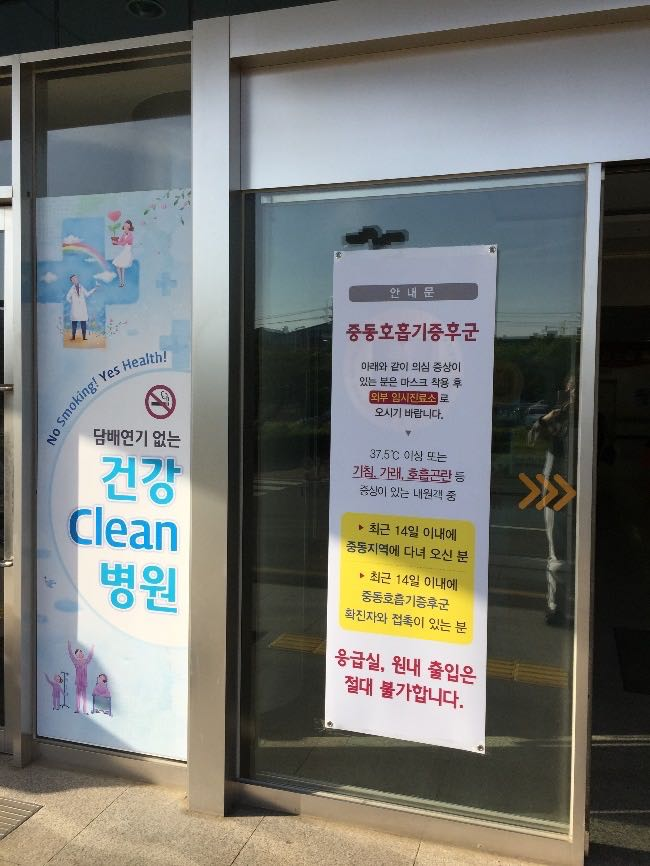 No Smoking! Yes Health!
담배연기 없는
건강
Clean
병원
안 내 문
중동호흡기증후군
아래와 같이 의심 증상이
있는 분은 마스크 착용 후
외부 임시진료소로
오시기 바랍니다.
37.5℃ 이상 또는
기침, 가래, 호흡곤란 등
증상이 있는 내원객 중
▶ 최근 14일 이내에
중동지역에 다녀 오신 분
▶ 최근 14일 이내에
중동호흡기증후군
확진자와 접촉이 있는 분
응급실, 원내 출입은
절대 불가합니다.